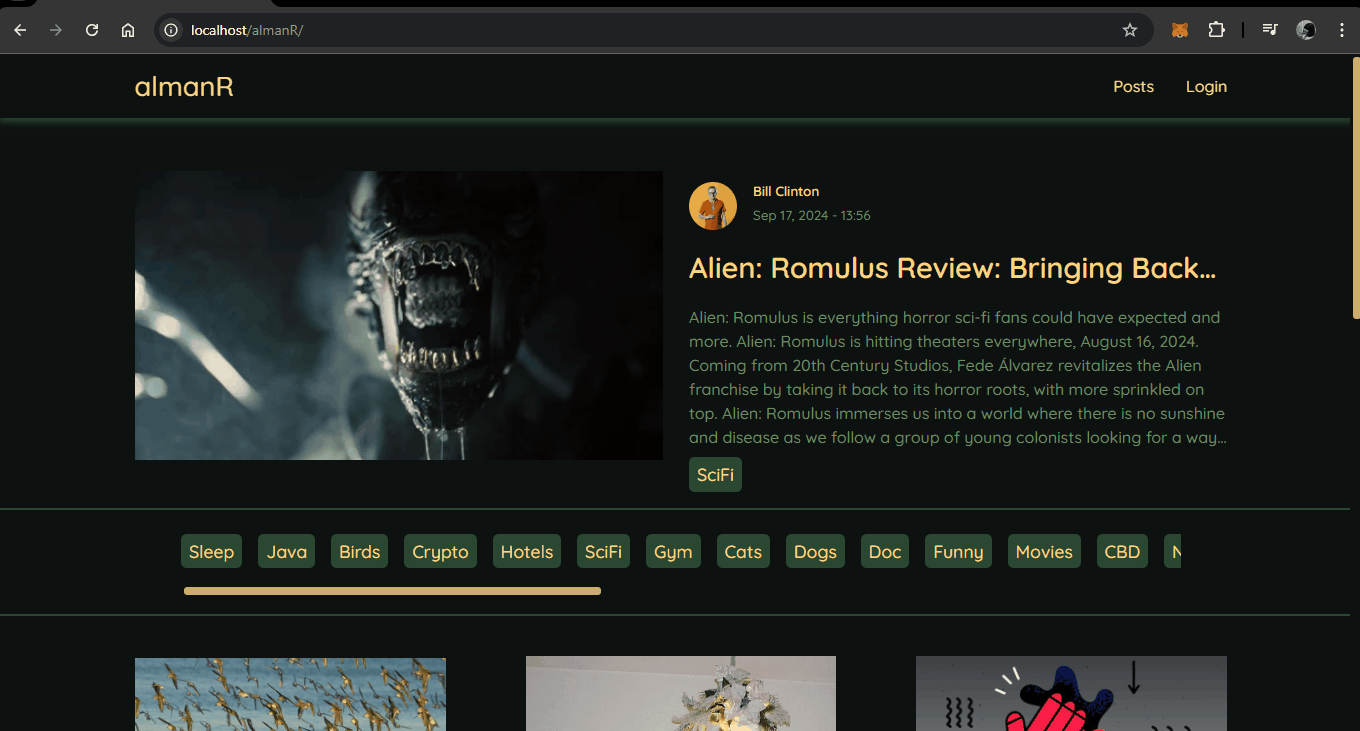 localhost/almanR/
almanR
Posts
Login
Bill Clinton
Sep 17, 2024 - 13:56
Alien: Romulus Review: Bringing Back...
Alien: Romulus is everything horror sci-fi fans could have expected and
more. Alien: Romulus is hitting theaters everywhere, August 16, 2024.
Coming from 20th Century Studios, Fede Álvarez revitalizes the Alien
franchise by taking it back to its horror roots, with more sprinkled on
top. Alien: Romulus immerses us into a world where there is no sunshine
and disease as we follow a group of young colonists looking for a way...
SciFi
Sleep Java Birds Crypto Hotels SciFi Gym Cats Dogs Doc Funny Movies CBD